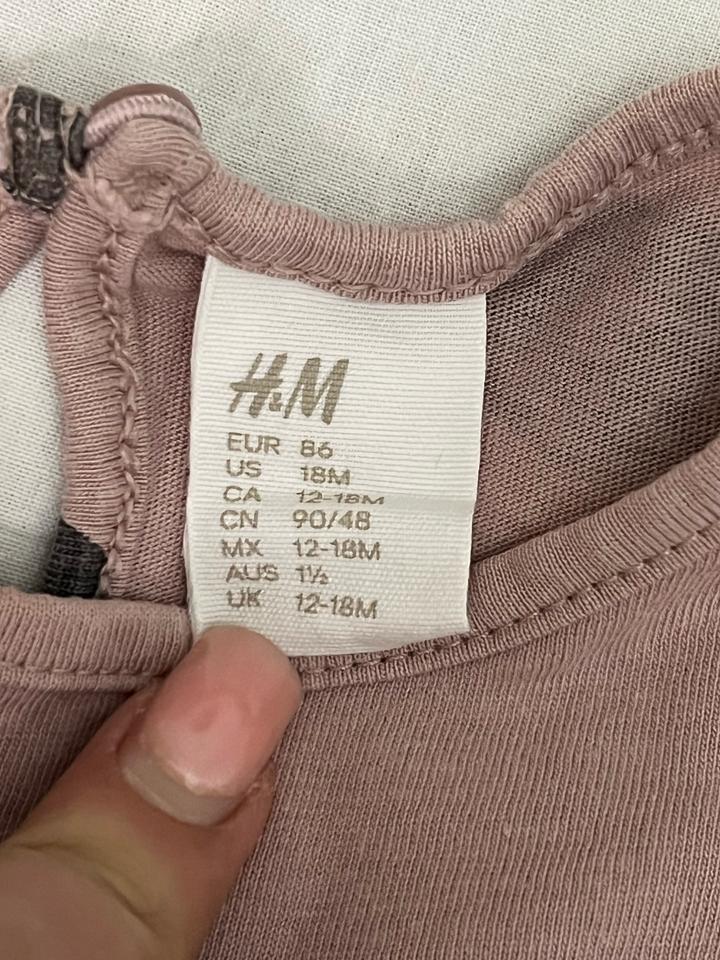 H&M
EUR 86
US 18M
CA 12-18M
CN 90/48
MX 12-18M
AUS 1½
UK 12-18M